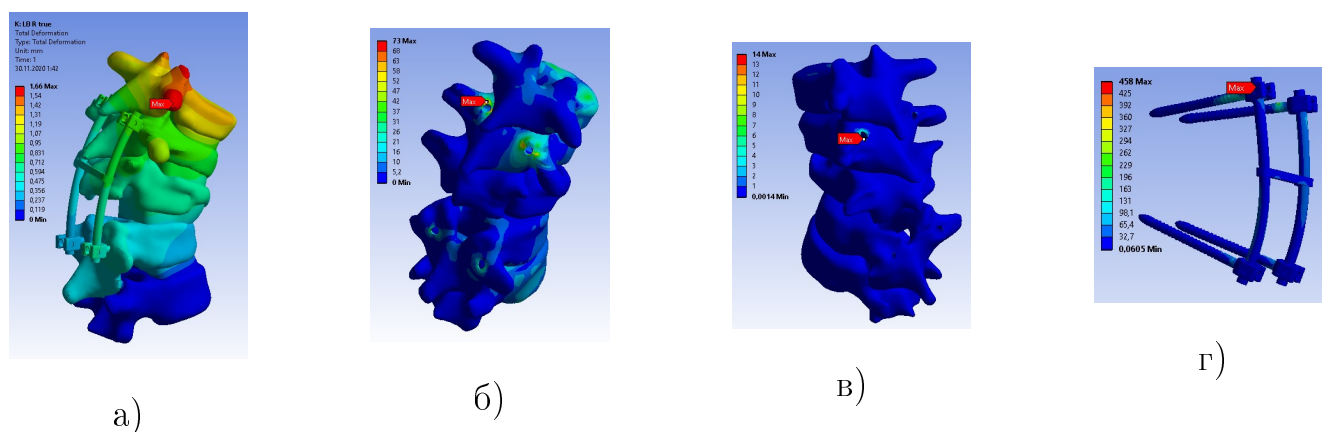 K: LEI R true
Total Deformation
Type: Total Deformation
Unit: mm
Time: 1
30.11.2020 1:42
1,66 Max
1,54
1,42
1,31
1,19
1,07
0,95
0,831
0,712
0,594
0,475
0,356
0,237
0,119
0 Min
Max
а)
73 Max
68
63
58
52
47
42
37
31
26
21
16
10
5,2
0 Min
Max
б)
14 Max
13
12
11
10
9
8
7
6
5
4
3
2
1
0,0014 Min
Max
в)
458 Max
425
392
360
327
294
262
229
196
163
131
98,1
65,4
32,7
0,0605 Min
Max
г)